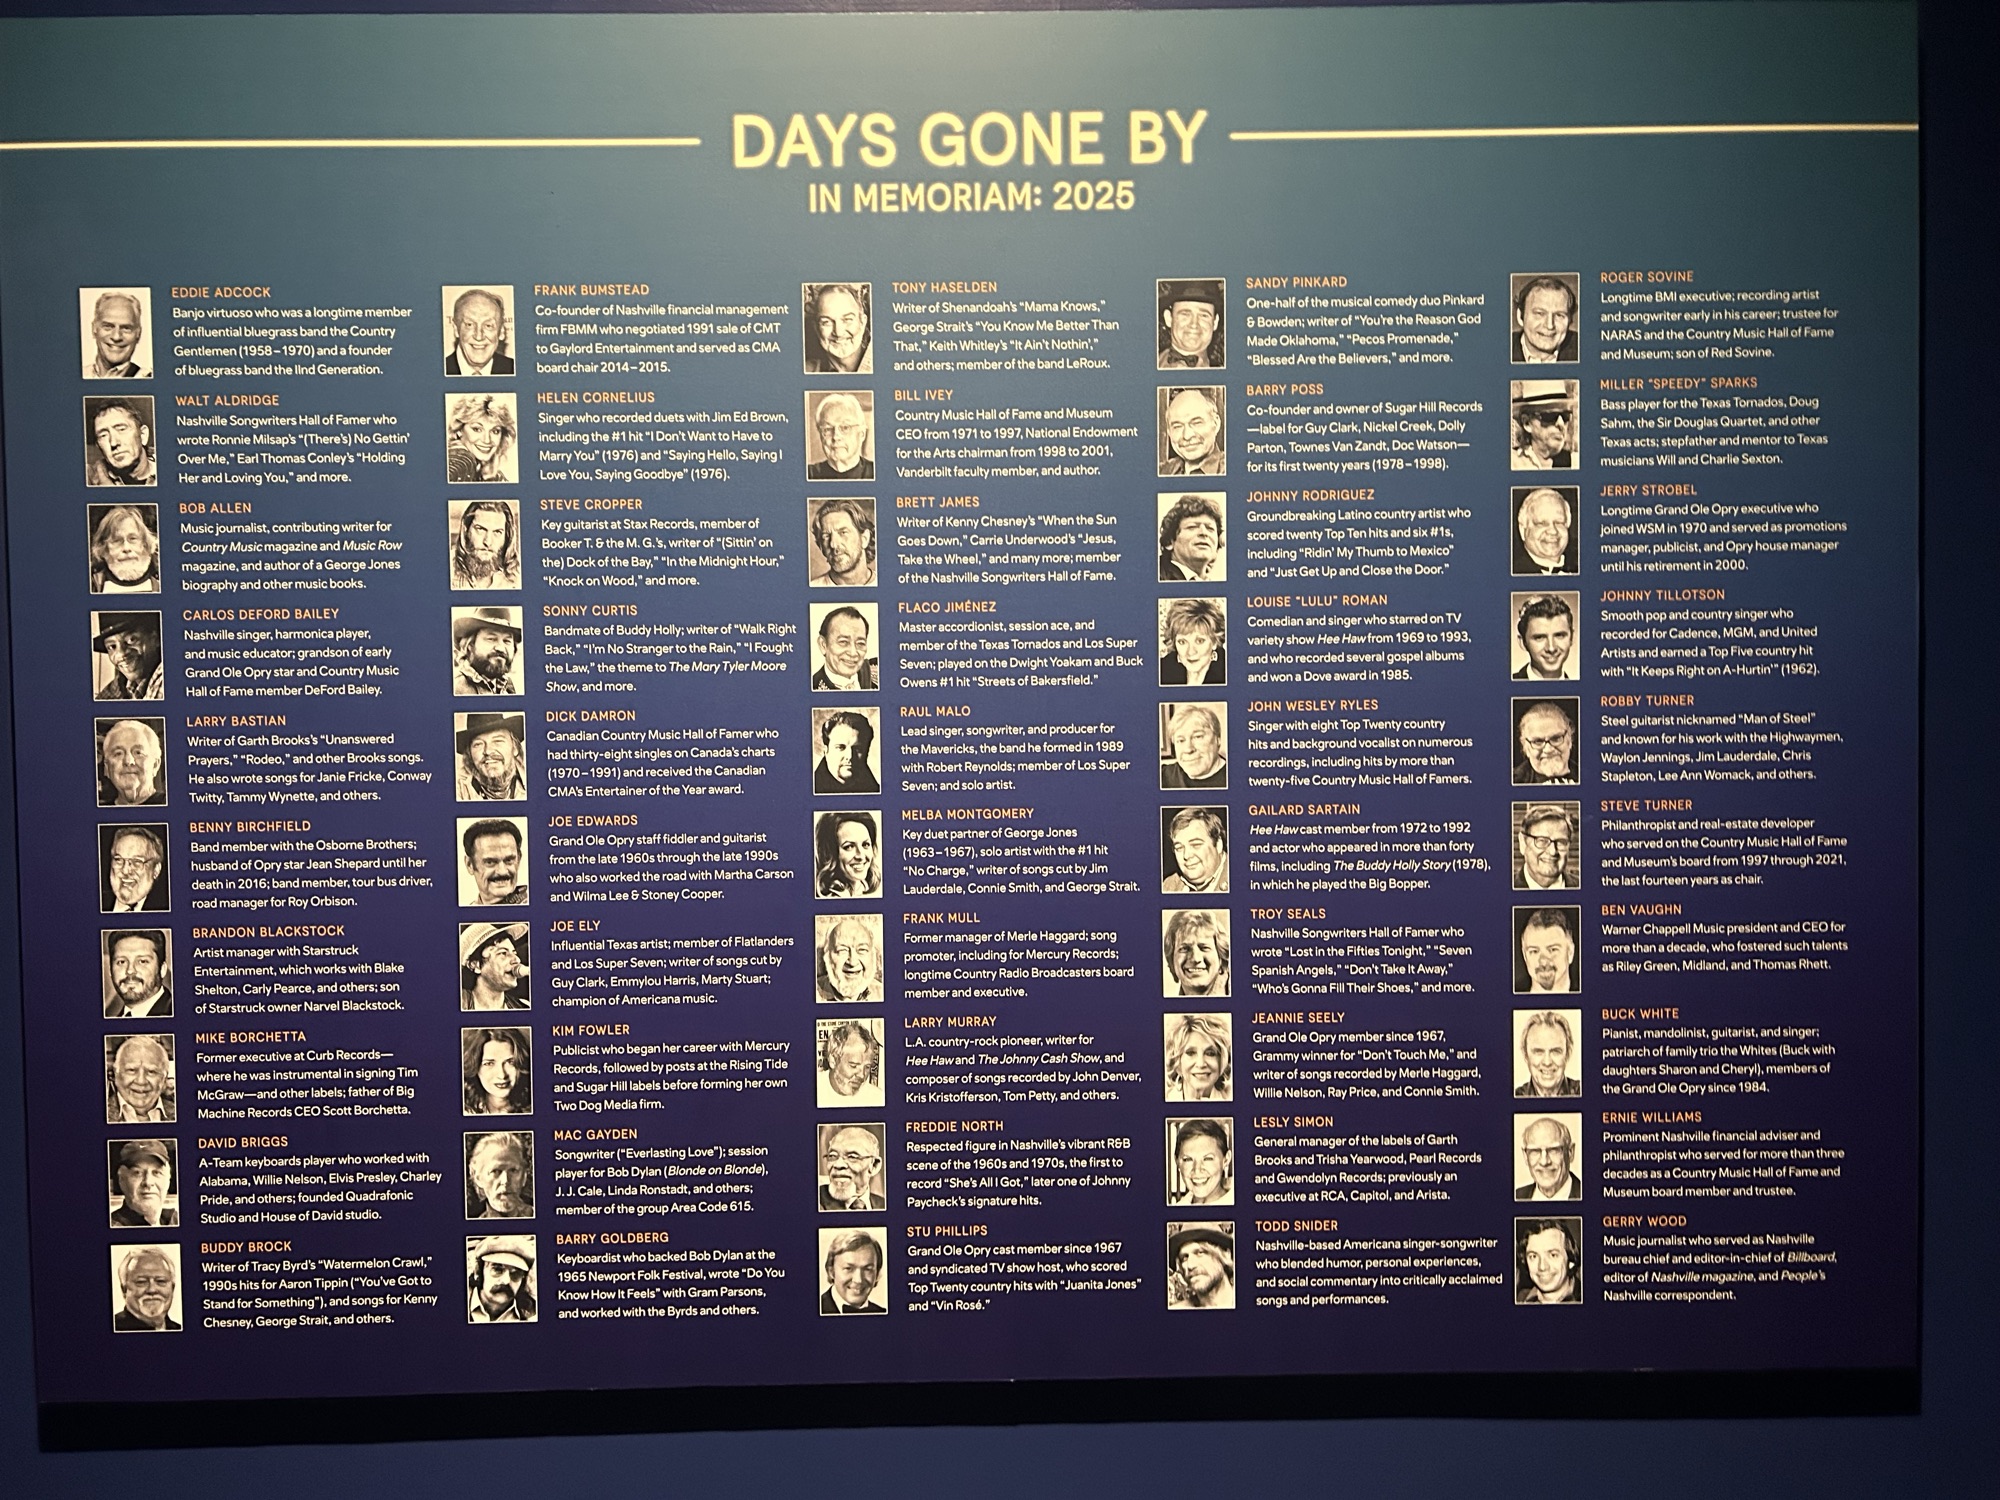 DAYS GONE BY
IN MEMORIAM: 2025
EDDIE ADCOCK
Banjo virtuoso who was a longtime member
of influential bluegrass band the Country
Gentlemen (1958–1970) and a founder
of bluegrass band the IInd Generation.
WALT ALDRIDGE
Nashville Songwriters Hall of Famer who
wrote Ronnie Milsap's "(There's) No Gettin'
Over Me," Earl Thomas Conley's "Holding
Her and Loving You," and more.
BOB ALLEN
Music journalist, contributing writer for
Country Music magazine and Music Row
magazine, and author of a George Jones
biography and other music books.
CARLOS DEFORD BAILEY
Nashville singer, harmonica player,
and music educator; grandson of early
Grand Ole Opry star and Country Music
Hall of Fame member DeFord Bailey.
LARRY BASTIAN
Writer of Garth Brooks's "Unanswered
Prayers," "Rodeo," and other Brooks songs.
He also wrote songs for Janie Fricke, Conway
Twitty, Tammy Wynette, and others.
BENNY BIRCHFIELD
Band member with the Osborne Brothers;
husband of Opry star Jean Shepard until her
death in 2016; band member, tour bus driver,
road manager for Roy Orbison.
BRANDON BLACKSTOCK
Artist manager with Starstruck
Entertainment, which works with Blake
Shelton, Carly Pearce, and others; son
of Starstruck owner Narvel Blackstock.
MIKE BORCHETTA
Former executive at Curb Records—
where he was instrumental in signing Tim
McGraw—and other labels; father of Big
Machine Records CEO Scott Borchetta.
DAVID BRIGGS
A-Team keyboards player who worked with
Alabama, Willie Nelson, Elvis Presley, Charley
Pride, and others; founded Quadrafonic
Studio and House of David studio.
BUDDY BROCK
Writer of Tracy Byrd's "Watermelon Crawl,"
1990s hits for Aaron Tippin ("You've Got to
Stand for Something"), and songs for Kenny
Chesney, George Strait, and others.
FRANK BUMSTEAD
Co-founder of Nashville financial management
firm FBMM who negotiated 1991 sale of CMT
to Gaylord Entertainment and served as CMA
board chair 2014–2015.
HELEN CORNELIUS
Singer who recorded duets with Jim Ed Brown,
including the #1 hit "I Don't Want to Have to
Marry You" (1976) and "Saying Hello, Saying I
Love You, Saying Goodbye" (1976).
STEVE CROPPER
Key guitarist at Stax Records, member of
Booker T. & the M. G.'s, writer of "(Sittin' on
the) Dock of the Bay," "In the Midnight Hour,"
"Knock on Wood," and more.
SONNY CURTIS
Bandmate of Buddy Holly; writer of "Walk Right
Back," "I'm No Stranger to the Rain," "I Fought
the Law," the theme to The Mary Tyler Moore
Show, and more.
DICK DAMRON
Canadian Country Music Hall of Famer who
had thirty-eight singles on Canada's charts
(1970–1991) and received the Canadian
CMA's Entertainer of the Year award.
JOE EDWARDS
Grand Ole Opry staff fiddler and guitarist
from the late 1960s through the late 1990s
who also worked the road with Martha Carson
and Wilma Lee & Stoney Cooper.
JOE ELY
Influential Texas artist; member of Flatlanders
and Los Super Seven; writer of songs cut by
Guy Clark, Emmylou Harris, Marty Stuart;
champion of Americana music.
KIM FOWLER
Publicist who began her career with Mercury
Records, followed by posts at the Rising Tide
and Sugar Hill labels before forming her own
Two Dog Media firm.
MAC GAYDEN
Songwriter ("Everlasting Love"); session
player for Bob Dylan (Blonde on Blonde),
J. J. Cale, Linda Ronstadt, and others;
member of the group Area Code 615.
BARRY GOLDBERG
Keyboardist who backed Bob Dylan at the
1965 Newport Folk Festival, wrote "Do You
Know How It Feels" with Gram Parsons,
and worked with the Byrds and others.
TONY HASELDEN
Writer of Shenandoah's "Mama Knows,"
George Strait's "You Know Me Better Than
That," Keith Whitley's "It Ain't Nothin',"
and others; member of the band LeRoux.
BILL IVEY
Country Music Hall of Fame and Museum
CEO from 1971 to 1997, National Endowment
for the Arts chairman from 1998 to 2001,
Vanderbilt faculty member, and author.
BRETT JAMES
Writer of Kenny Chesney's "When the Sun
Goes Down," Carrie Underwood's "Jesus,
Take the Wheel," and many more; member
of the Nashville Songwriters Hall of Fame.
FLACO JIMÉNEZ
Master accordionist, session ace, and
member of the Texas Tornados and Los Super
Seven; played on the Dwight Yoakam and Buck
Owens #1 hit "Streets of Bakersfield."
RAUL MALO
Lead singer, songwriter, and producer for
the Mavericks, the band he formed in 1989
with Robert Reynolds; member of Los Super
Seven; and solo artist.
MELBA MONTGOMERY
Key duet partner of George Jones
(1963–1967), solo artist with the #1 hit
"No Charge," writer of songs cut by Jim
Lauderdale, Connie Smith, and George Strait.
FRANK MULL
Former manager of Merle Haggard; song
promoter, including for Mercury Records;
longtime Country Radio Broadcasters board
member and executive.
LARRY MURRAY
L.A. country-rock pioneer, writer for
Hee Haw and The Johnny Cash Show, and
composer of songs recorded by John Denver,
Kris Kristofferson, Tom Petty, and others.
FREDDIE NORTH
Respected figure in Nashville's vibrant R&B
scene of the 1960s and 1970s, the first to
record "She's All I Got," later one of Johnny
Paycheck's signature hits.
STU PHILLIPS
Grand Ole Opry cast member since 1967
and syndicated TV show host, who scored
Top Twenty country hits with "Juanita Jones"
and "Vin Rosé."
SANDY PINKARD
One-half of the musical comedy duo Pinkard
& Bowden; writer of "You're the Reason God
Made Oklahoma," "Pecos Promenade,"
"Blessed Are the Believers," and more.
BARRY POSS
Co-founder and owner of Sugar Hill Records
—label for Guy Clark, Nickel Creek, Dolly
Parton, Townes Van Zandt, Doc Watson—
for its first twenty years (1978–1998).
JOHNNY RODRIGUEZ
Groundbreaking Latino country artist who
scored twenty Top Ten hits and six #1s,
including "Ridin' My Thumb to Mexico"
and "Just Get Up and Close the Door."
LOUISE "LULU" ROMAN
Comedian and singer who starred on TV
variety show Hee Haw from 1969 to 1993,
and who recorded several gospel albums
and won a Dove award in 1985.
JOHN WESLEY RYLES
Singer with eight Top Twenty country
hits and background vocalist on numerous
recordings, including hits by more than
twenty-five Country Music Hall of Famers.
GAILARD SARTAIN
Hee Haw cast member from 1972 to 1992
and actor who appeared in more than forty
films, including The Buddy Holly Story (1978),
in which he played the Big Bopper.
TROY SEALS
Nashville Songwriters Hall of Famer who
wrote "Lost in the Fifties Tonight," "Seven
Spanish Angels," "Don't Take It Away,"
"Who's Gonna Fill Their Shoes," and more.
JEANNIE SEELY
Grand Ole Opry member since 1967,
Grammy winner for "Don't Touch Me," and
writer of songs recorded by Merle Haggard,
Willie Nelson, Ray Price, and Connie Smith.
LESLY SIMON
General manager of the labels of Garth
Brooks and Trisha Yearwood, Pearl Records
and Gwendolyn Records; previously an
executive at RCA, Capitol, and Arista.
TODD SNIDER
Nashville-based Americana singer-songwriter
who blended humor, personal experiences,
and social commentary into critically acclaimed
songs and performances.
ROGER SOVINE
Longtime BMI executive; recording artist
and songwriter early in his career; trustee for
NARAS and the Country Music Hall of Fame
and Museum; son of Red Sovine.
MILLER "SPEEDY" SPARKS
Bass player for the Texas Tornados, Doug
Sahm, the Sir Douglas Quartet, and other
Texas acts; stepfather and mentor to Texas
musicians Will and Charlie Sexton.
JERRY STROBEL
Longtime Grand Ole Opry executive who
joined WSM in 1970 and served as promotions
manager, publicist, and Opry house manager
until his retirement in 2000.
JOHNNY TILLOTSON
Smooth pop and country singer who
recorded for Cadence, MGM, and United
Artists and earned a Top Five country hit
with "It Keeps Right on A-Hurtin'" (1962).
ROBBY TURNER
Steel guitarist nicknamed "Man of Steel"
and known for his work with the Highwaymen,
Waylon Jennings, Jim Lauderdale, Chris
Stapleton, Lee Ann Womack, and others.
STEVE TURNER
Philanthropist and real-estate developer
who served on the Country Music Hall of Fame
and Museum's board from 1997 through 2021,
the last fourteen years as chair.
BEN VAUGHN
Warner Chappell Music president and CEO for
more than a decade, who fostered such talents
as Riley Green, Midland, and Thomas Rhett.
BUCK WHITE
Pianist, mandolinist, guitarist, and singer;
patriarch of family trio the Whites (Buck with
daughters Sharon and Cheryl), members of
the Grand Ole Opry since 1984.
ERNIE WILLIAMS
Prominent Nashville financial adviser and
philanthropist who served for more than three
decades as a Country Music Hall of Fame and
Museum board member and trustee.
GERRY WOOD
Music journalist who served as Nashville
bureau chief and editor-in-chief of Billboard,
editor of Nashville magazine, and People's
Nashville correspondent.